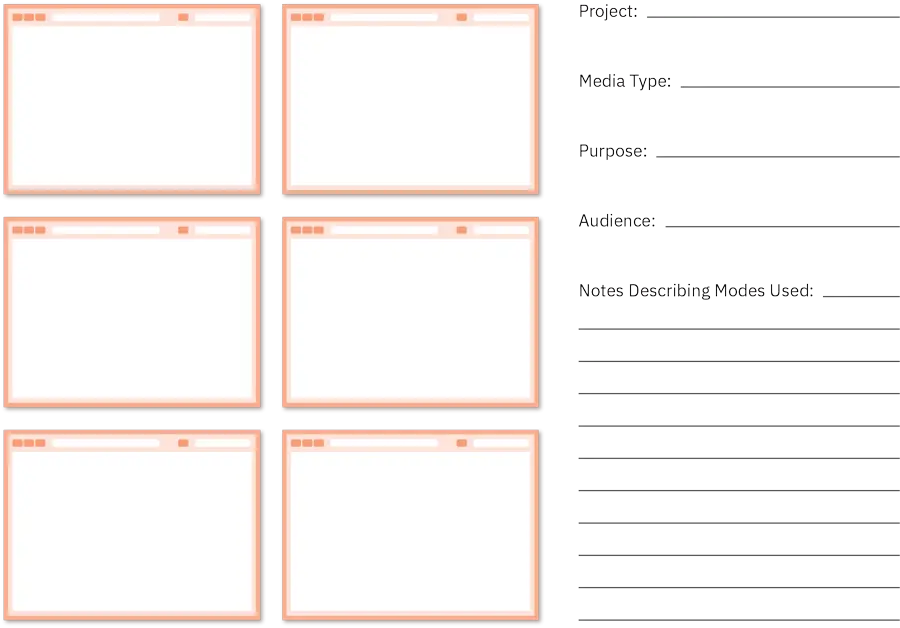 Project:
Media Type:
Purpose:
Audience:
Notes Describing Modes Used: